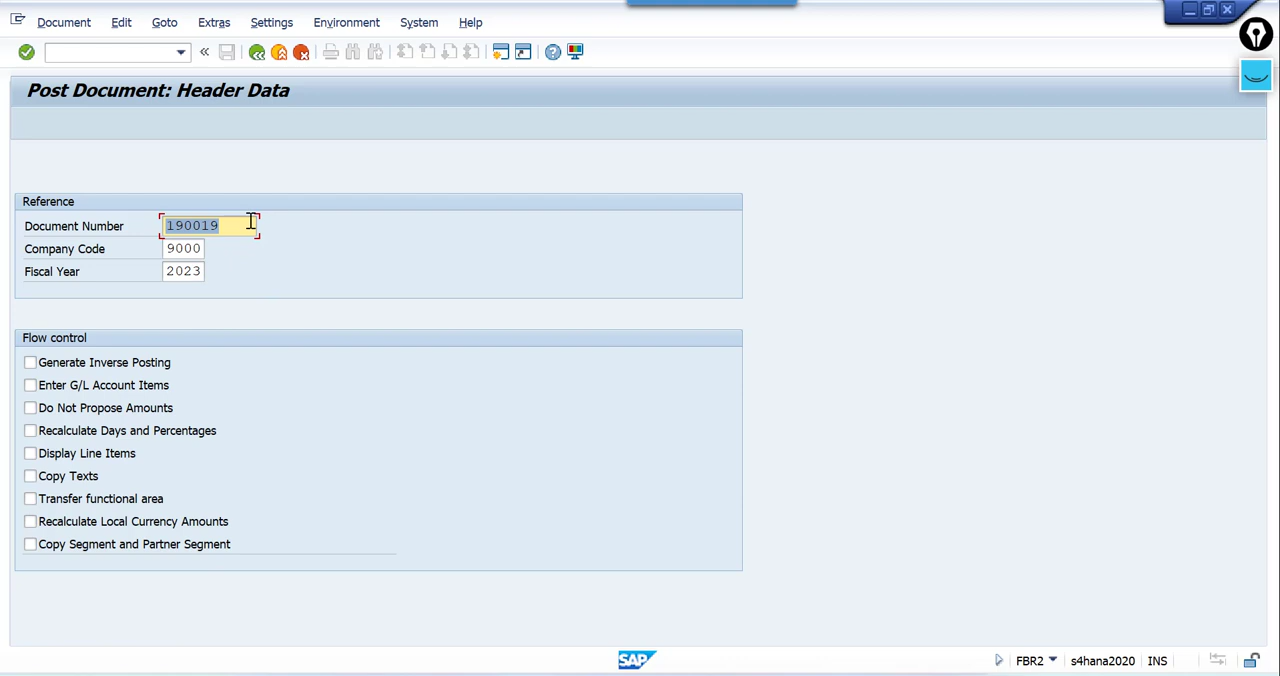 Document Edit Goto Extras Settings Environment System Help
Post Document: Header Data
Reference
Document Number 190019
Company Code 9000
Fiscal Year 2023
Flow control
Generate Inverse Posting
Enter G/L Account Items
Do Not Propose Amounts
Recalculate Days and Percentages
Display Line Items
Copy Texts
Transfer functional area
Recalculate Local Currency Amounts
Copy Segment and Partner Segment
SAP FBR2 s4hana2020 INS